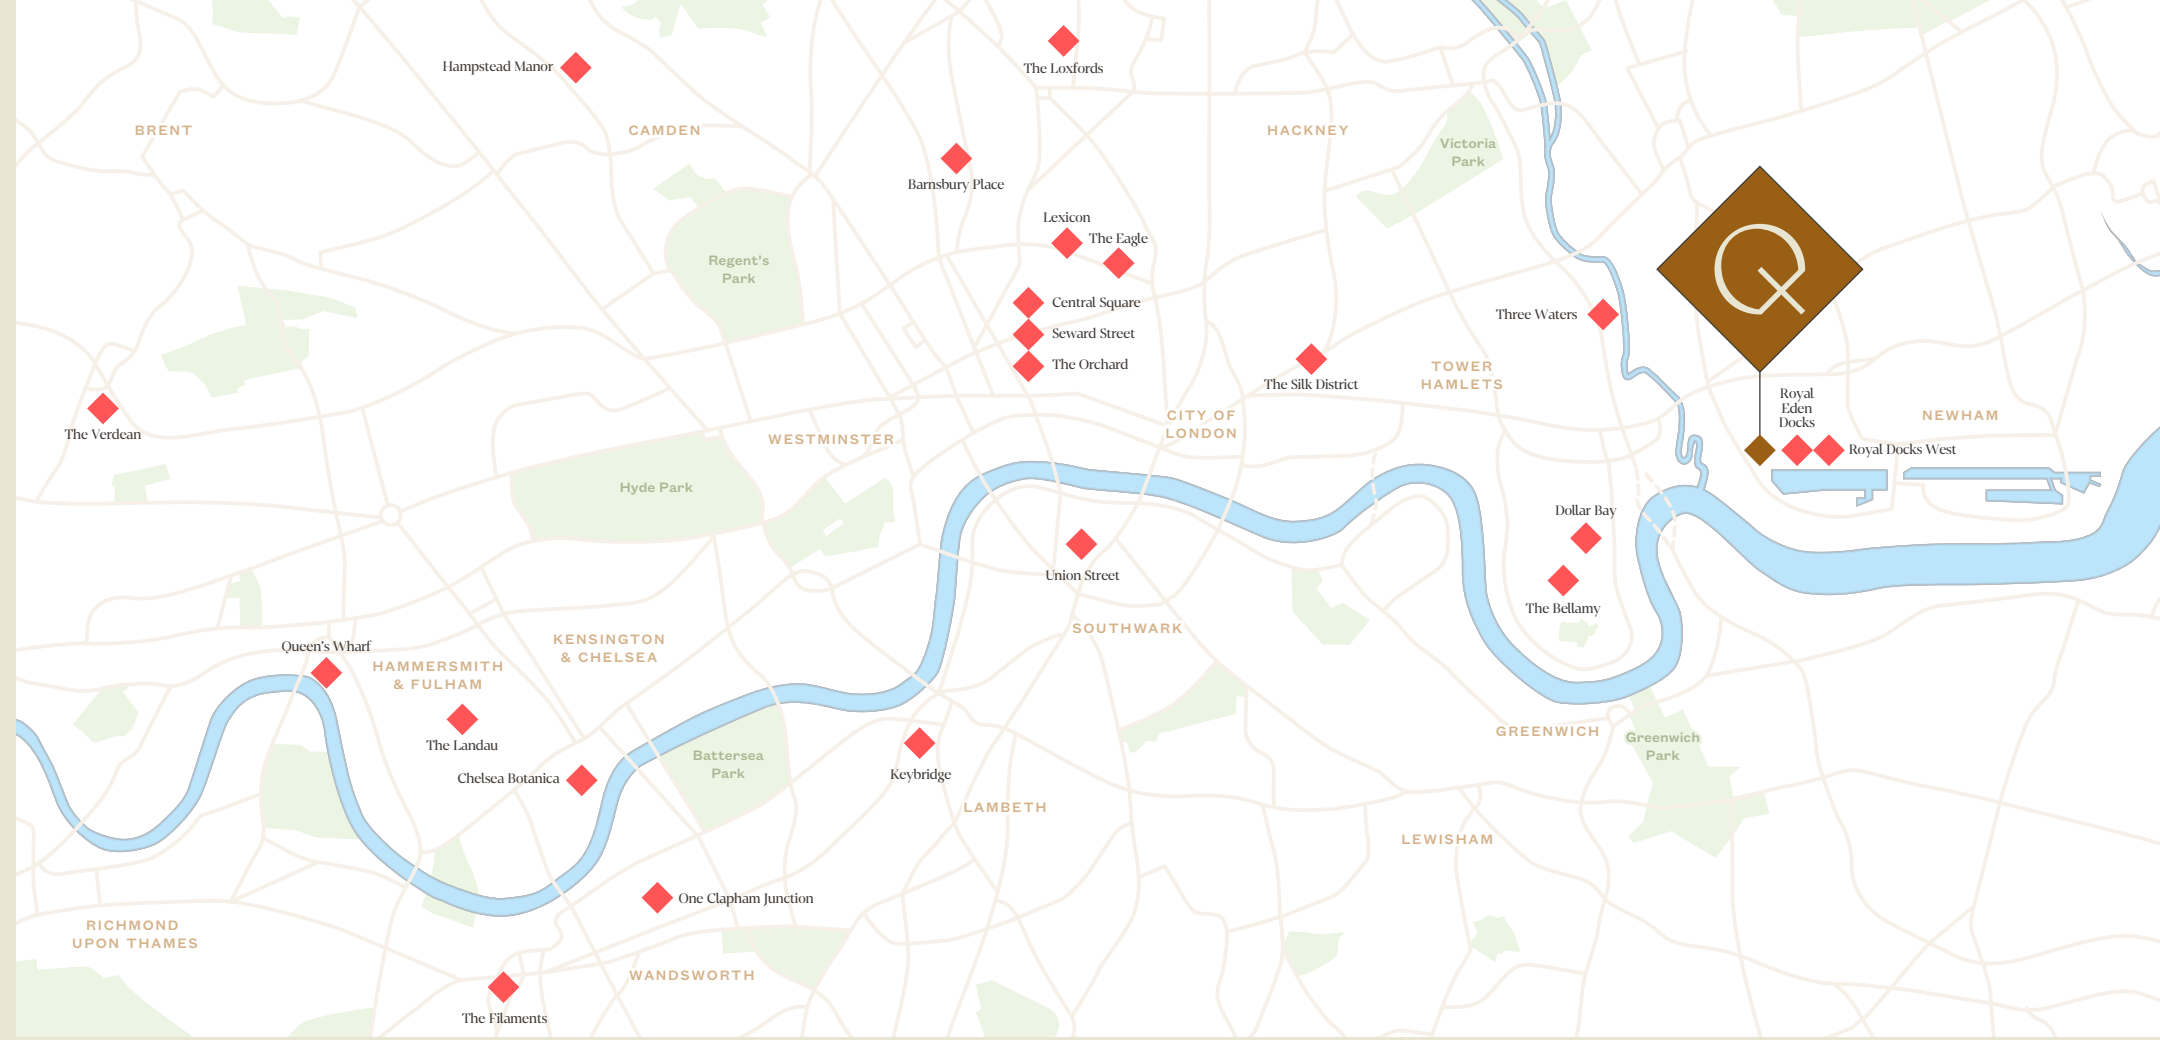 Hampstead Manor
The Loxfords
BRENT
CAMDEN
HACKNEY
Victoria
Park
Barnsbury Place
Lexicon
The Eagle
Regent's
Park
Q
Central Square
Three Waters
Seward Street
The Orchard
TOWER
HAMLETS
The Silk District
Royal
Eden
Docks
NEWHAM
CITY OF
LONDON
The Verdean
WESTMINSTER
Royal Docks West
Hyde Park
Dollar Bay
Union Street
The Bellamy
SOUTHWARK
KENSINGTON
& CHELSEA
Queen's Wharf
HAMMERSMITH
& FULHAM
GREENWICH
Greenwich
Park
The Landau
Battersea
Park
Chelsea Botanica
Keybridge
LAMBETH
LEWISHAM
One Clapham Junction
RICHMOND
UPON THAMES
WANDSWORTH
The Filaments